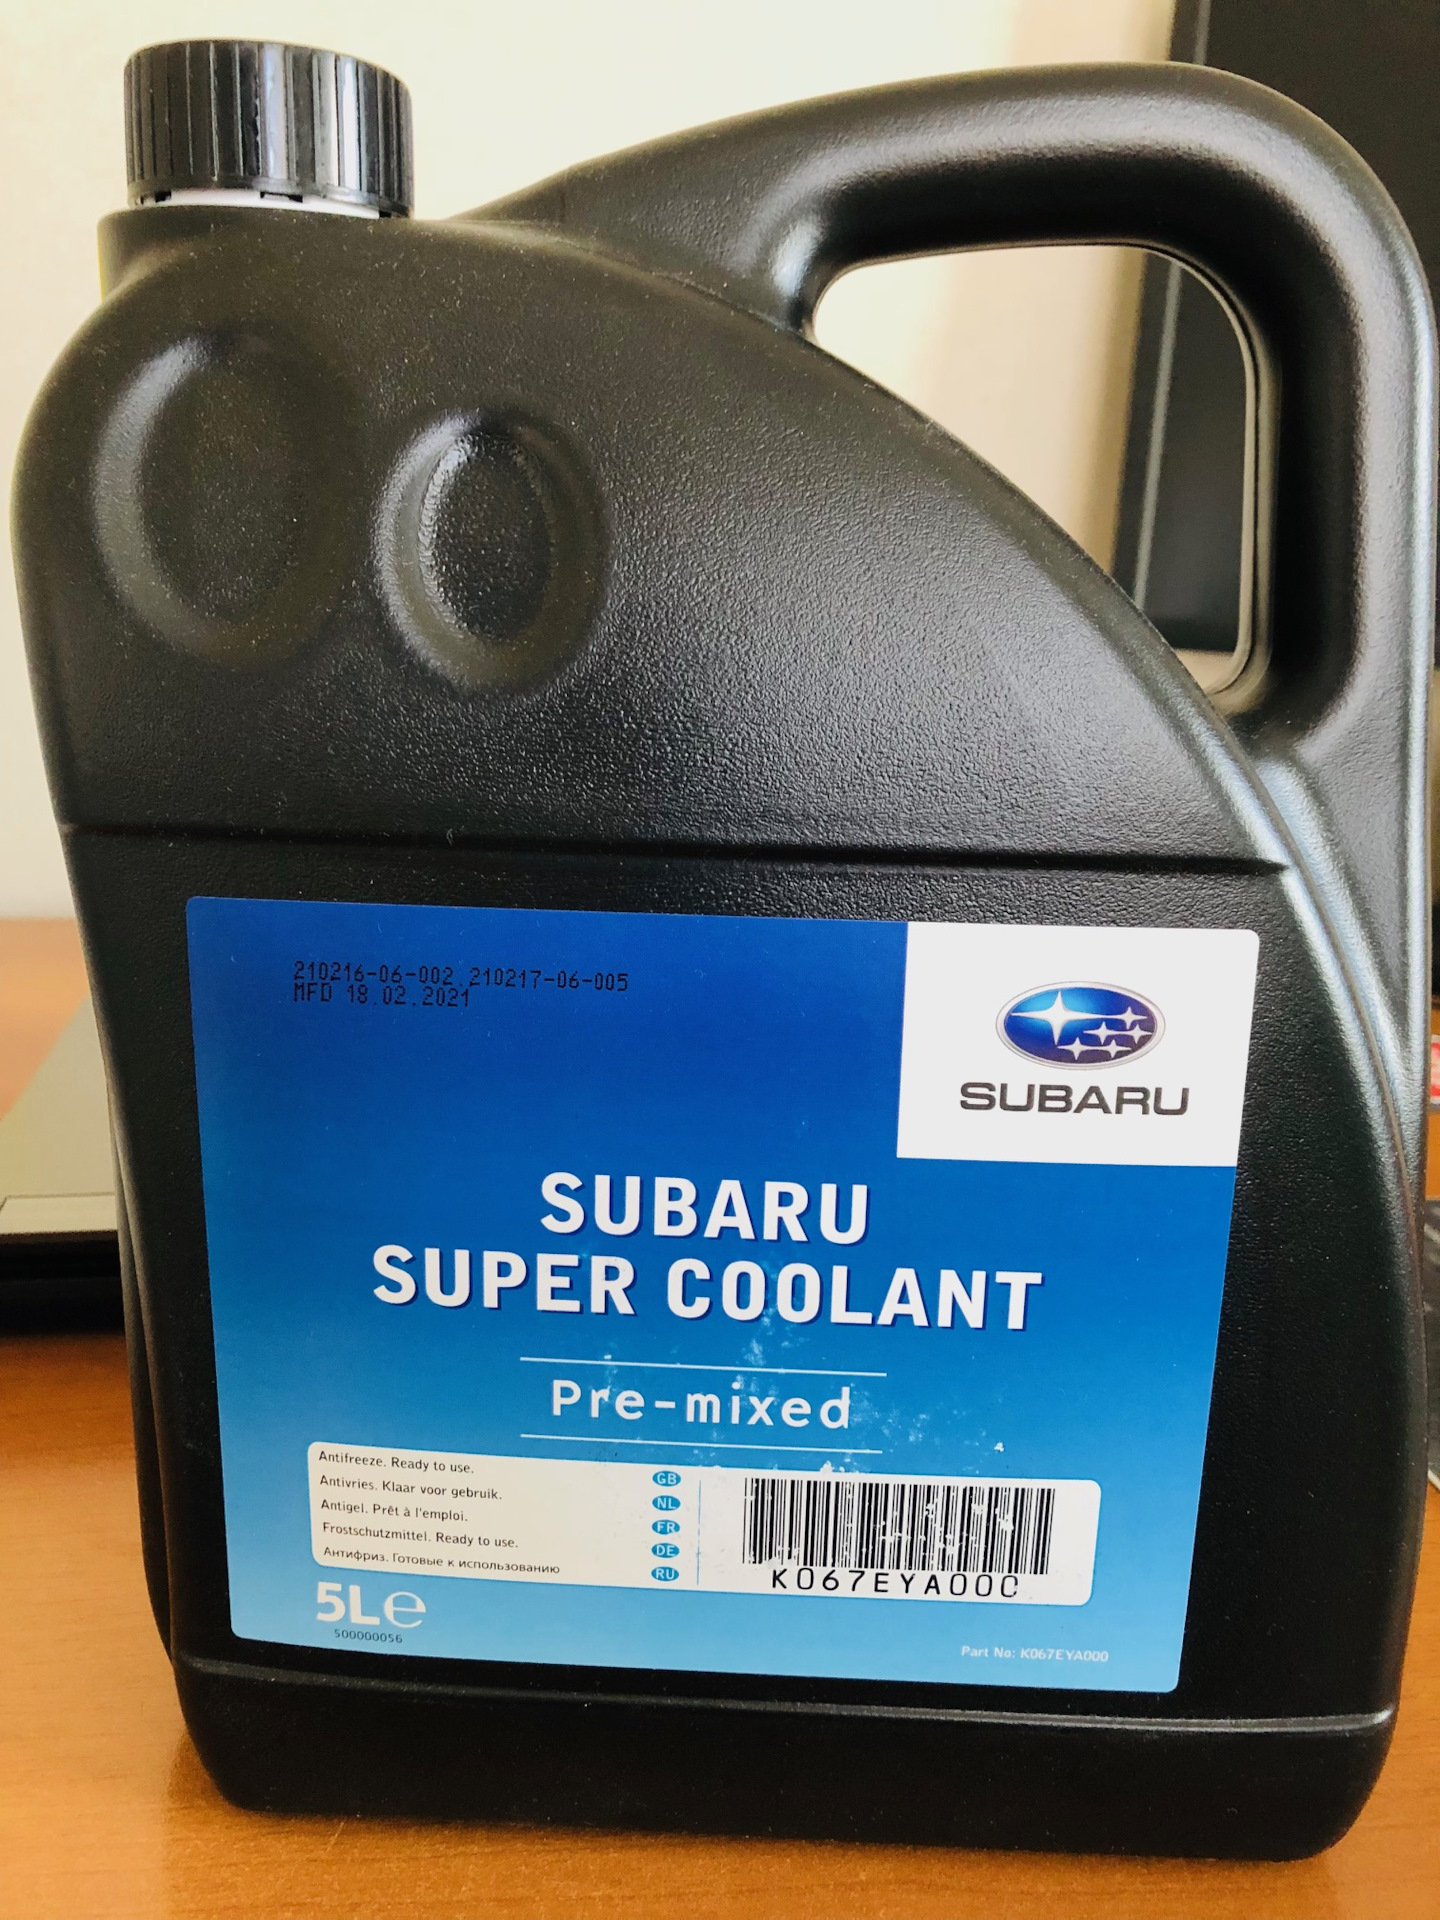 210216-06-002 210217-06-005
MFD 18.02.2021
SUBARU
SUBARU
SUPER COOLANT
Pre-mixed
Antifreeze. Ready to use. GB
Antivries. Klaar voor gebruik. NL
Antigel. Prêt à l'emploi. FR
Frostschutzmittel. Ready to use. DE
Антифриз. Готовые к использованию RU
K067EYA000
5L℮
500000056
Part No: K067EYA000